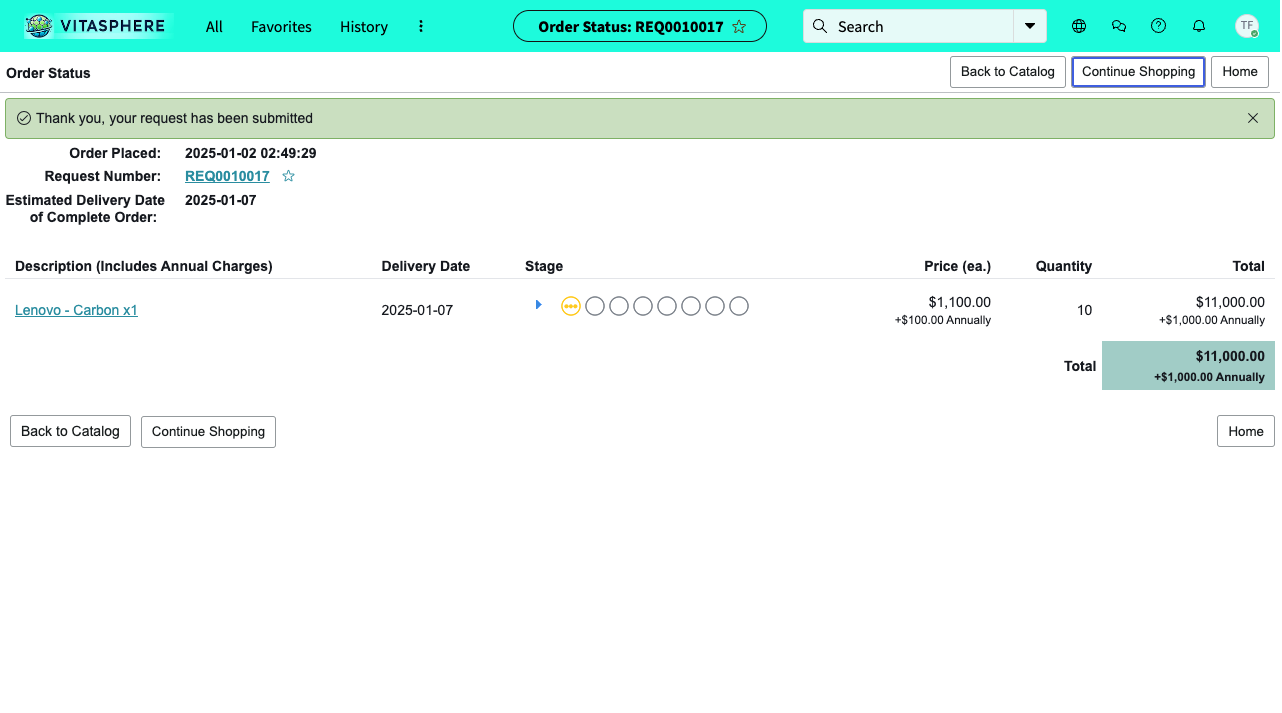 VITASPHERE
All
Favorites
History
Order Status: REQ0010017
Search
TF
Order Status
Back to Catalog
Continue Shopping
Home
Thank you, your request has been submitted
Order Placed: 2025-01-02 02:49:29
Request Number: REQ0010017
Estimated Delivery Date 2025-01-07
of Complete Order:
Description (Includes Annual Charges) Delivery Date Stage Price (ea.) Quantity Total
Lenovo - Carbon x1 2025-01-07 $1,100.00 10 $11,000.00
+$100.00 Annually +$1,000.00 Annually
Total $11,000.00
+$1,000.00 Annually
Back to Catalog
Continue Shopping
Home